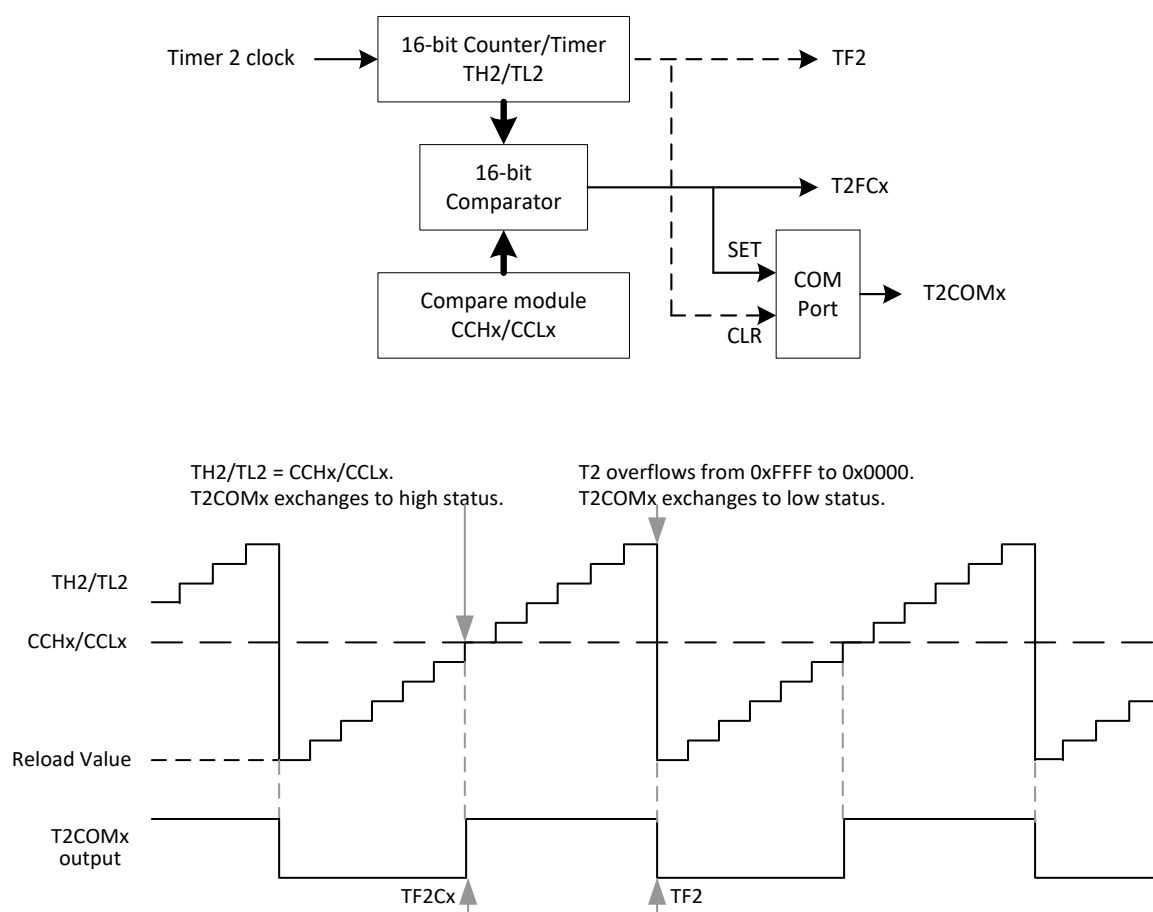 Timer 2 clock
16-bit Counter/Timer
TH2/TL2
TF2
16-bit
Comparator
T2FCx
SET
COM
Port
T2COMx
Compare module
CCHx/CCLx
CLR
TH2/TL2 = CCHx/CCLx.
T2COMx exchanges to high status.
T2 overflows from 0xFFFF to 0x0000.
T2COMx exchanges to low status.
TH2/TL2
CCHx/CCLx
Reload Value
T2COMx
output
TF2Cx
TF2